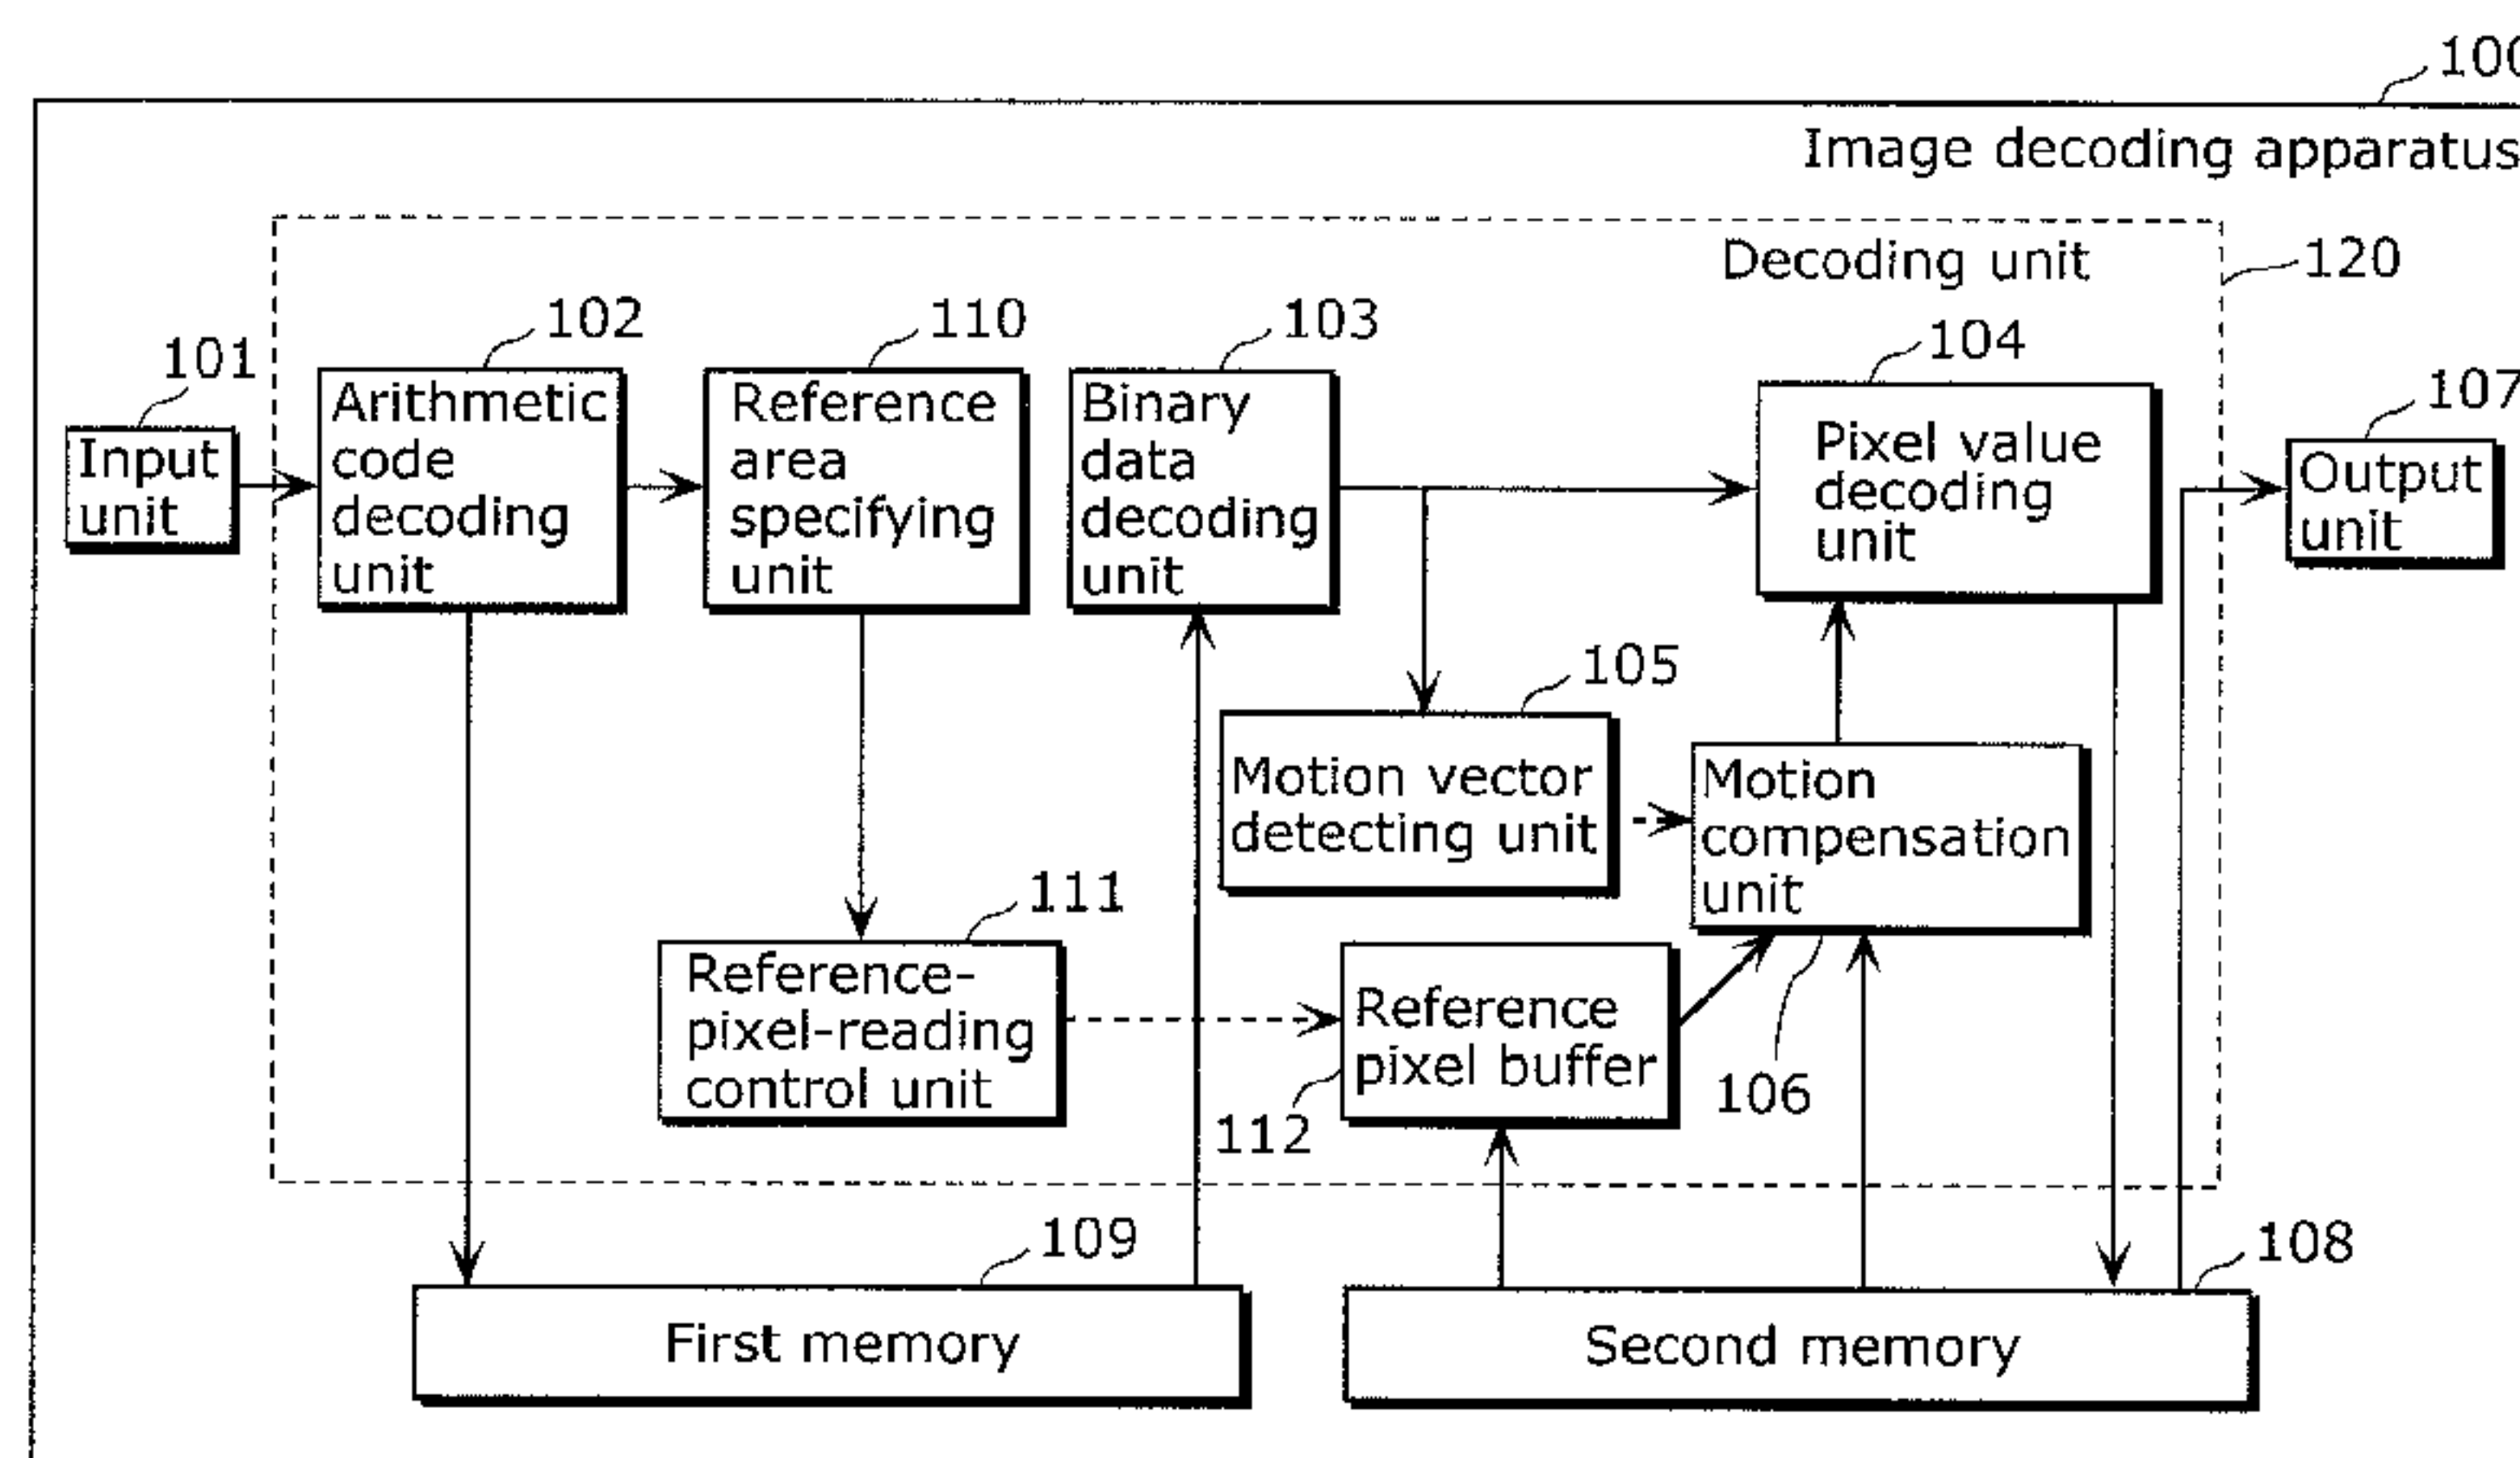 100
Image decoding apparatus
Decoding unit
120
101
Input
unit
102
Arithmetic
code
decoding
unit
110
Reference
area
specifying
unit
103
Binary
data
decoding
unit
104
Pixel value
decoding
unit
107
Output
unit
105
Motion vector
detecting unit
Motion
compensation
unit
106
111
Reference-
pixel-reading
control unit
Reference
pixel buffer
112
109
First memory
108
Second memory